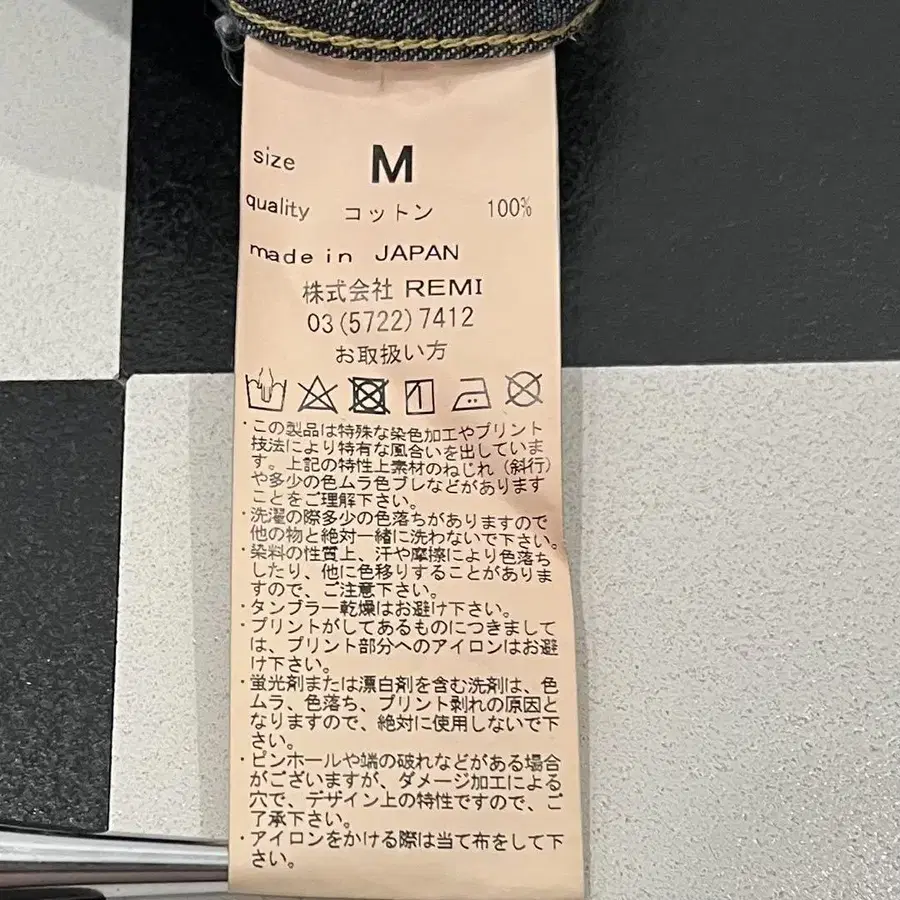 size M
quality コットン 100%
made in JAPAN
株式会社 REMI
03(5722)7412
お取扱い方
・この製品は特殊な染色加工やプリント
技法により特有な風合いを出していま
す。上記の特性上素材のねじれ（斜行）
や多少の色ムラ色ブレなどがあります
ことをご理解下さい。
・洗濯の際多少の色落ちがありますので
他の物と絶対一緒に洗わないで下さい。
・染料の性質上、汗や摩擦により色落ち
したり、他に色移りすることがありま
すので、ご注意下さい。
・タンブラー乾燥はお避け下さい。
・プリントがしてあるものにつきまして
は、プリント部分へのアイロンはお避
け下さい。
・蛍光剤または漂白剤を含む洗剤は、色
ムラ、色落ち、プリント剥れの原因と
なりますので、絶対に使用しないで下
さい。
・ピンホールや端の破れなどがある場合
がございますが、ダメージ加工による
穴で、デザイン上の特性ですので、ご
了承下さい。
・アイロンをかける際は当て布をして下
さい。